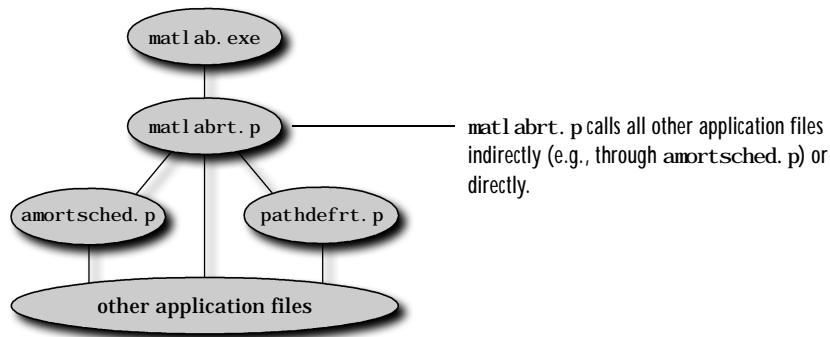 matlab.exe
matlabrt.p
matlabrt.p calls all other application files
indirectly (e.g., through amortsched.p) or
directly.
amortsched.p
pathdefrt.p
other application files